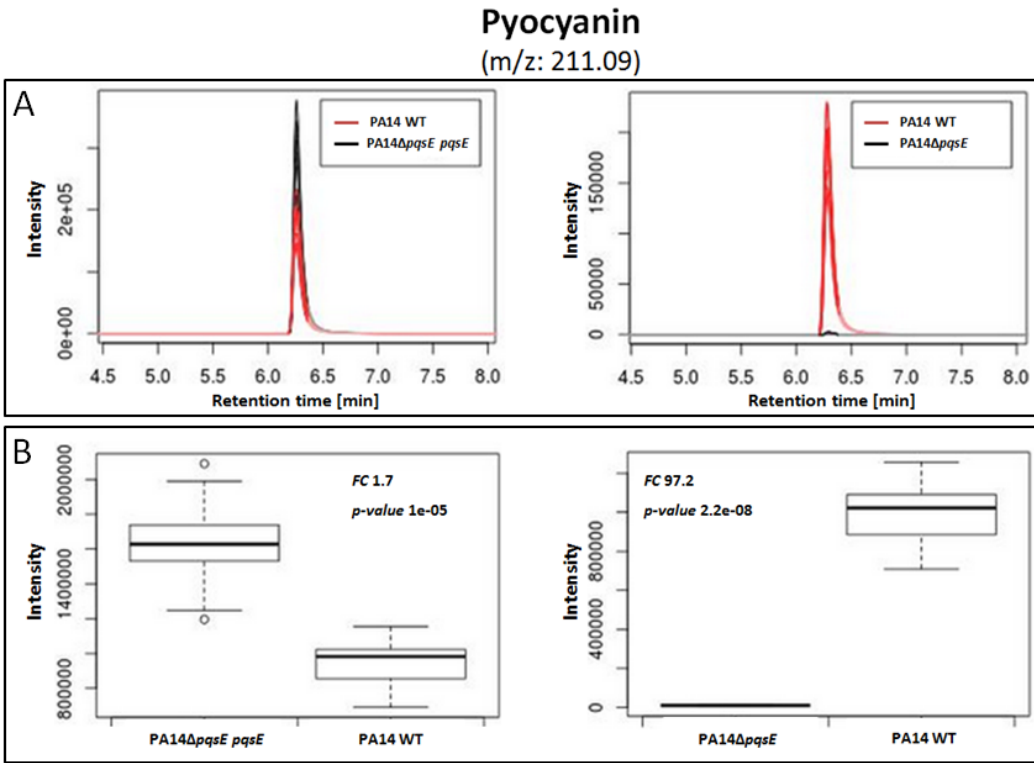 Pyocyanin
(m/z: 211.09)
A
Intensity
0e+00
2e+05
PA14 WT
PA14ΔpqsE pqsE
4.5 5.0 5.5 6.0 6.5 7.0 7.5 8.0
Retention time [min]
Intensity
0
50000
150000
PA14 WT
PA14ΔpqsE
4.5 5.0 5.5 6.0 6.5 7.0 7.5 8.0
Retention time [min]
B
Intensity
800000
1400000
2000000
FC 1.7
p-value 1e-05
PA14ΔpqsE pqsE PA14 WT
Intensity
0
400000
800000
FC 97.2
p-value 2.2e-08
PA14ΔpqsE PA14 WT